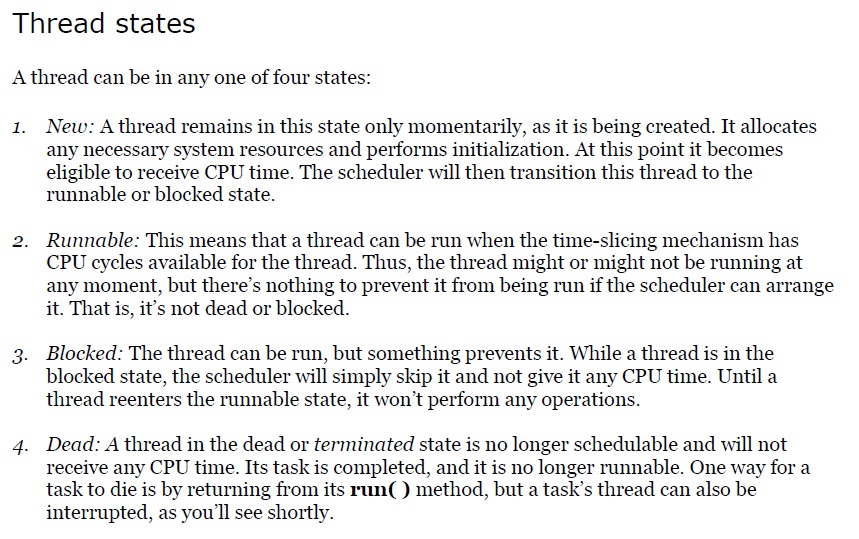 Thread states
A thread can be in any one of four states:
1. New: A thread remains in this state only momentarily, as it is being created. It allocates
any necessary system resources and performs initialization. At this point it becomes
eligible to receive CPU time. The scheduler will then transition this thread to the
runnable or blocked state.
2. Runnable: This means that a thread can be run when the time-slicing mechanism has
CPU cycles available for the thread. Thus, the thread might or might not be running at
any moment, but there’s nothing to prevent it from being run if the scheduler can arrange
it. That is, it’s not dead or blocked.
3. Blocked: The thread can be run, but something prevents it. While a thread is in the
blocked state, the scheduler will simply skip it and not give it any CPU time. Until a
thread reenters the runnable state, it won’t perform any operations.
4. Dead: A thread in the dead or terminated state is no longer schedulable and will not
receive any CPU time. Its task is completed, and it is no longer runnable. One way for a
task to die is by returning from its run( ) method, but a task’s thread can also be
interrupted, as you’ll see shortly.